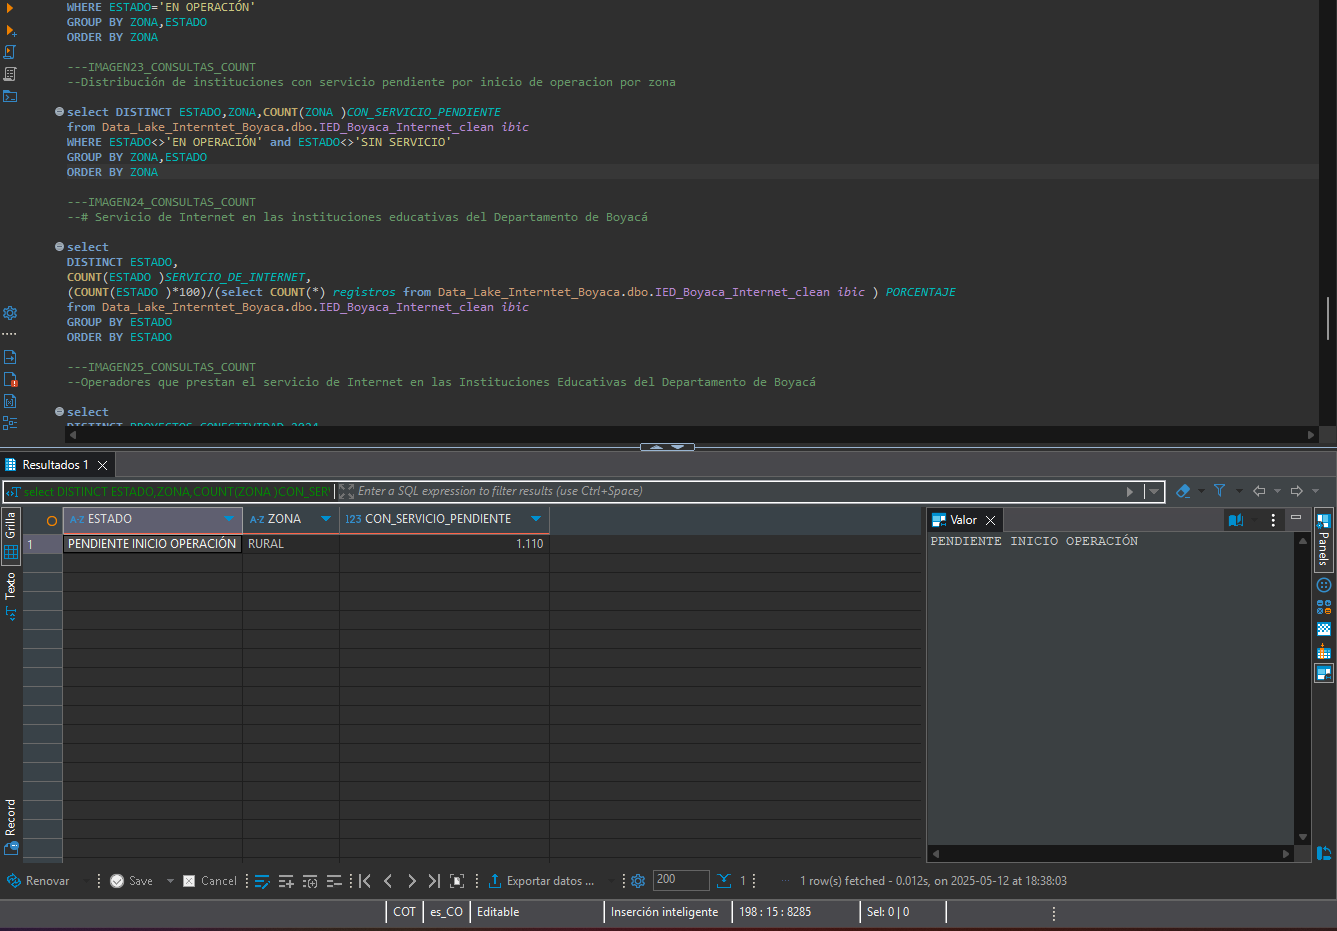 WHERE ESTADO='EN OPERACIÓN'
GROUP BY ZONA,ESTADO
ORDER BY ZONA
---IMAGEN23_CONSULTAS_COUNT
--Distribución de instituciones con servicio pendiente por inicio de operacion por zona
select DISTINCT ESTADO,ZONA,COUNT(ZONA )CON_SERVICIO_PENDIENTE
from Data_Lake_Interntet_Boyaca.dbo.IED_Boyaca_Internet_clean ibic
WHERE ESTADO<>'EN OPERACIÓN' and ESTADO<>'SIN SERVICIO'
GROUP BY ZONA,ESTADO
ORDER BY ZONA
---IMAGEN24_CONSULTAS_COUNT
--# Servicio de Internet en las instituciones educativas del Departamento de Boyacá
select
DISTINCT ESTADO,
COUNT(ESTADO )SERVICIO_DE_INTERNET,
(COUNT(ESTADO )*100)/(select COUNT(*) registros from Data_Lake_Interntet_Boyaca.dbo.IED_Boyaca_Internet_clean ibic ) PORCENTAJE
from Data_Lake_Interntet_Boyaca.dbo.IED_Boyaca_Internet_clean ibic
GROUP BY ESTADO
ORDER BY ESTADO
---IMAGEN25_CONSULTAS_COUNT
--Operadores que prestan el servicio de Internet en las Instituciones Educativas del Departamento de Boyacá
select
DISTINCT PROYECTOS_CONECTIVIDAD_2024
Resultados 1
select DISTINCT ESTADO,ZONA,COUNT(ZONA )CON_SER
Enter a SQL expression to filter results (use Ctrl+Space)
Grilla
Texto
Record
A-Z ESTADO
A-Z ZONA
123 CON_SERVICIO_PENDIENTE
1
PENDIENTE INICIO OPERACIÓN
RURAL
1.110
Valor
PENDIENTE INICIO OPERACIÓN
Panels
Renovar
Save
Cancel
Exportar datos ...
200
1
1 row(s) fetched - 0.012s, on 2025-05-12 at 18:38:03
COT
es_CO
Editable
Inserción inteligente
198 : 15 : 8285
Sel: 0 | 0